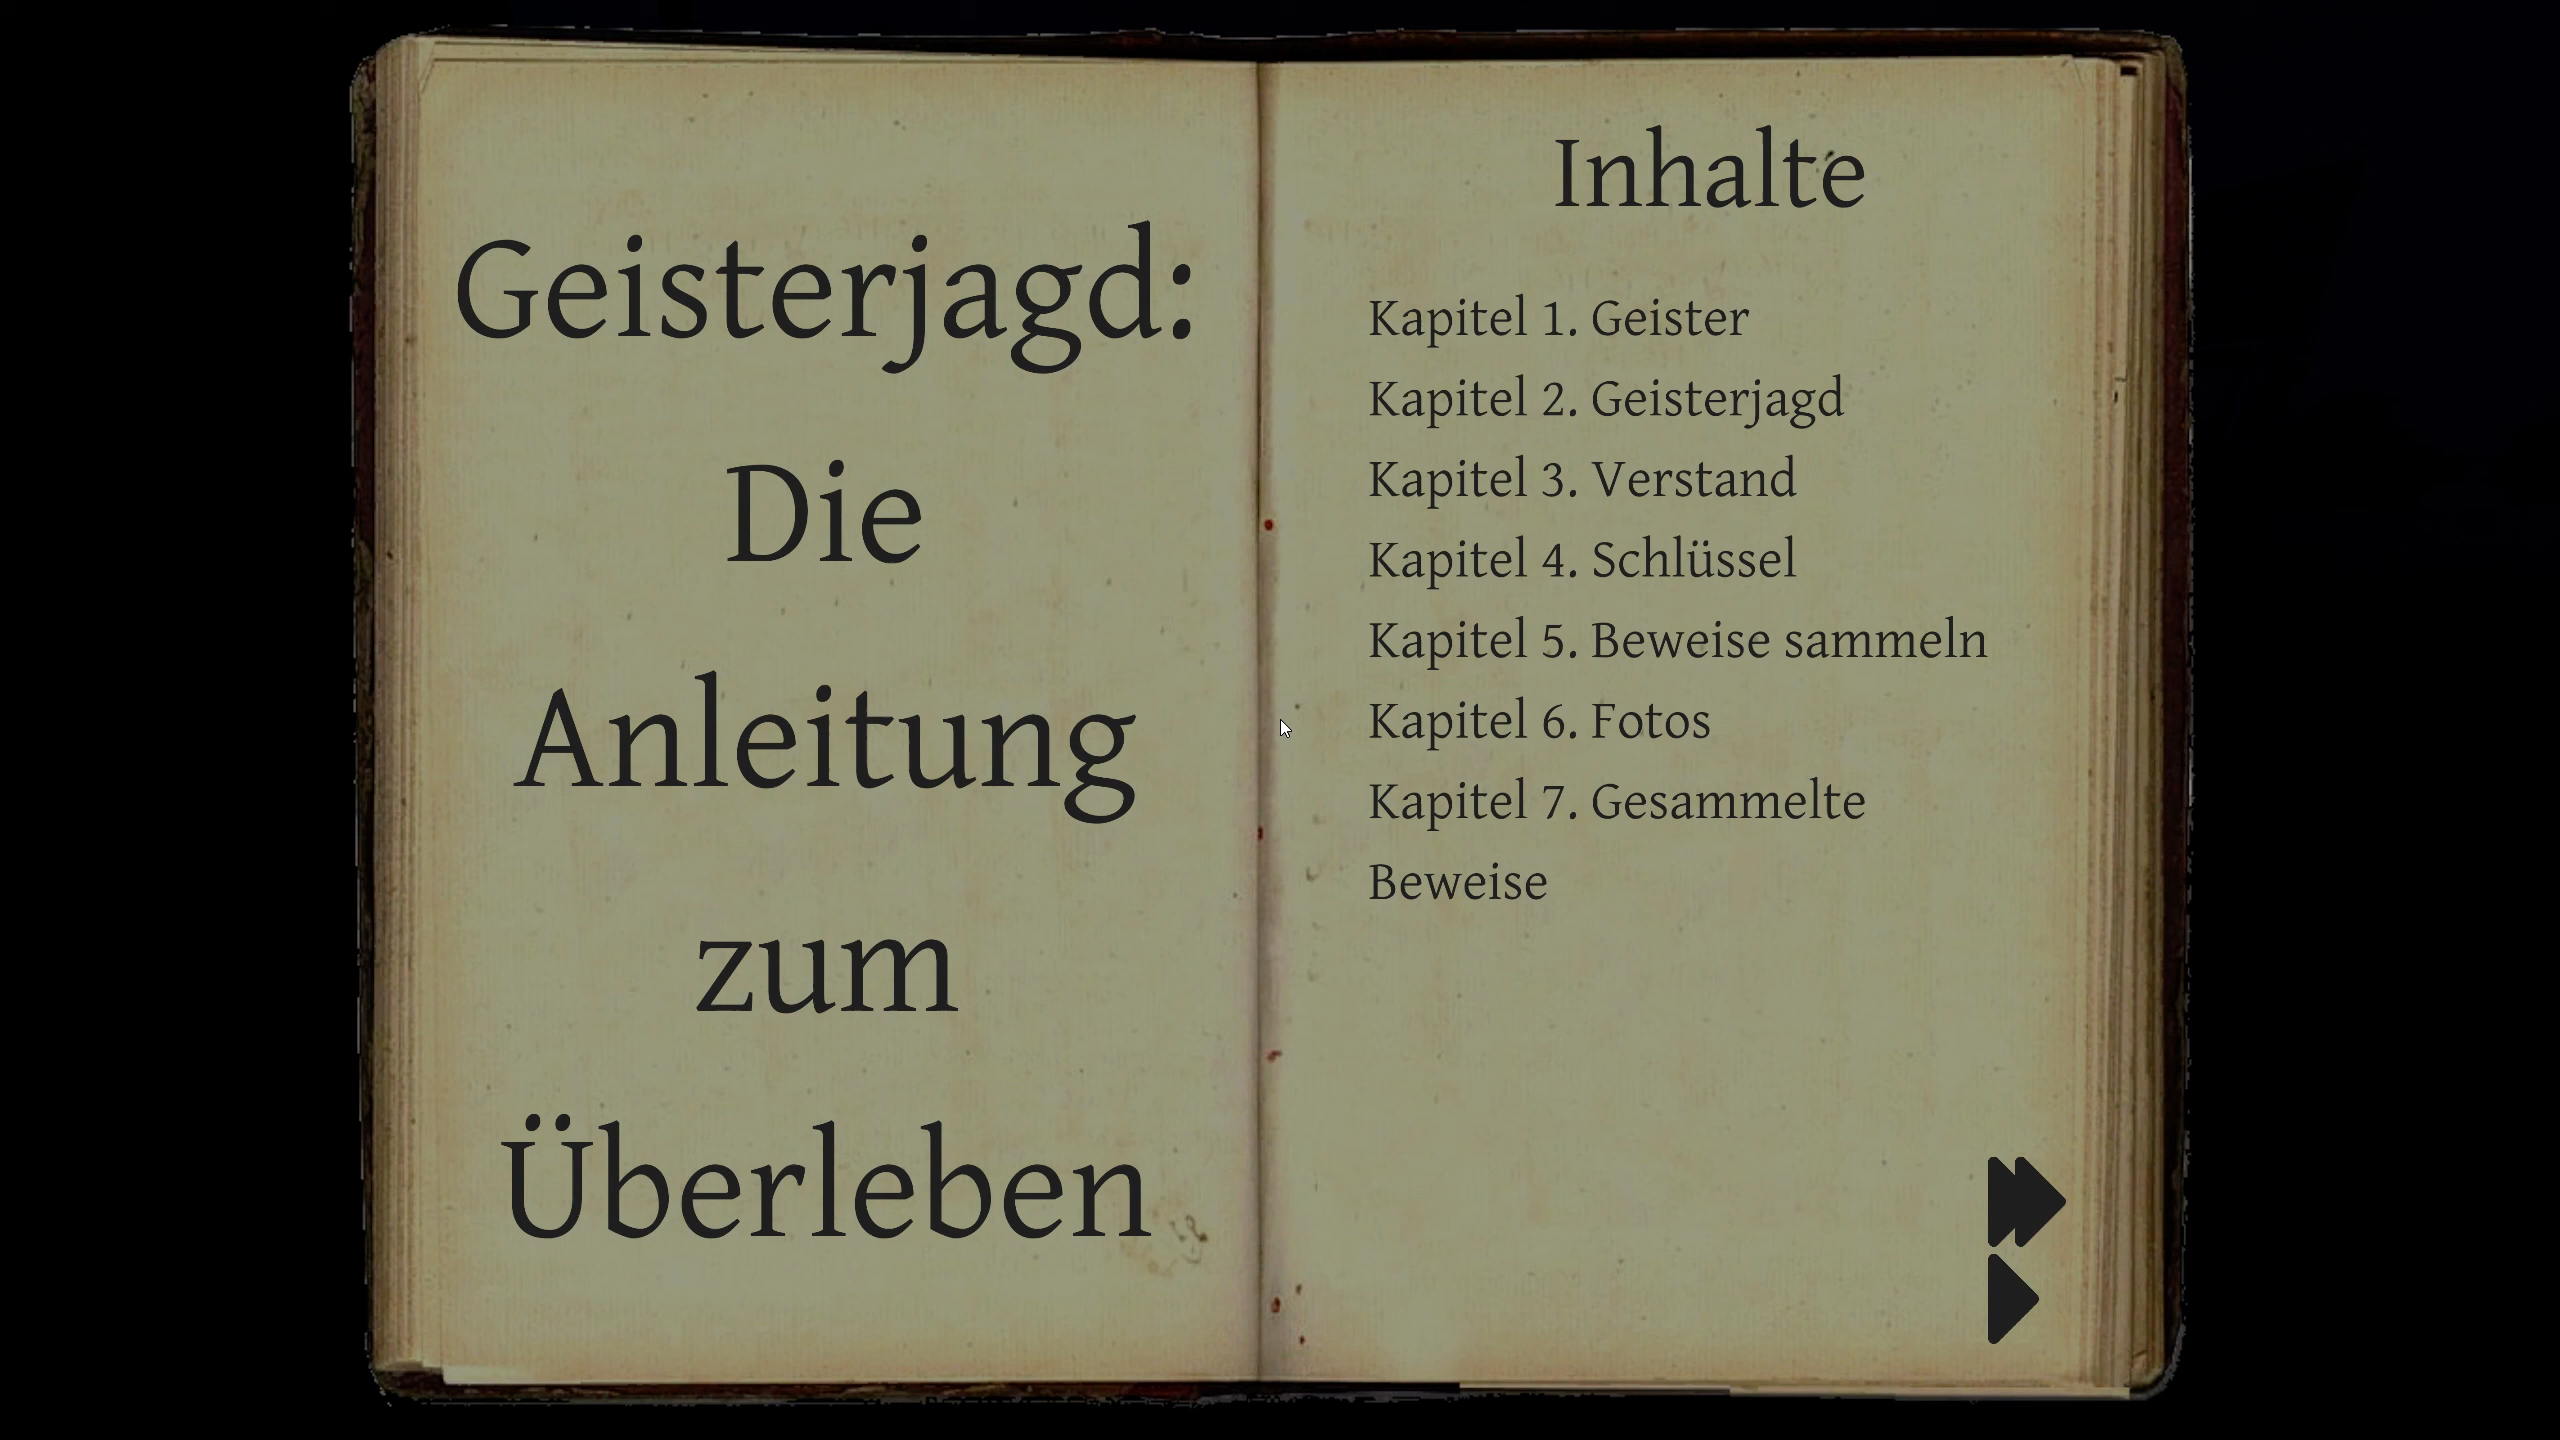 Geisterjagd:
Die
Anleitung
zum
Überleben
Inhalte
Kapitel 1. Geister
Kapitel 2. Geisterjagd
Kapitel 3. Verstand
Kapitel 4. Schlüssel
Kapitel 5. Beweise sammeln
Kapitel 6. Fotos
Kapitel 7. Gesammelte
Beweise